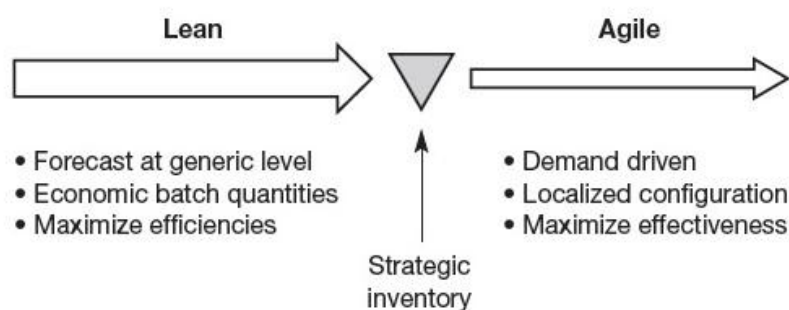 Lean
Agile
• Forecast at generic level
• Economic batch quantities
• Maximize efficiencies
• Demand driven
• Localized configuration
• Maximize effectiveness
Strategic
inventory